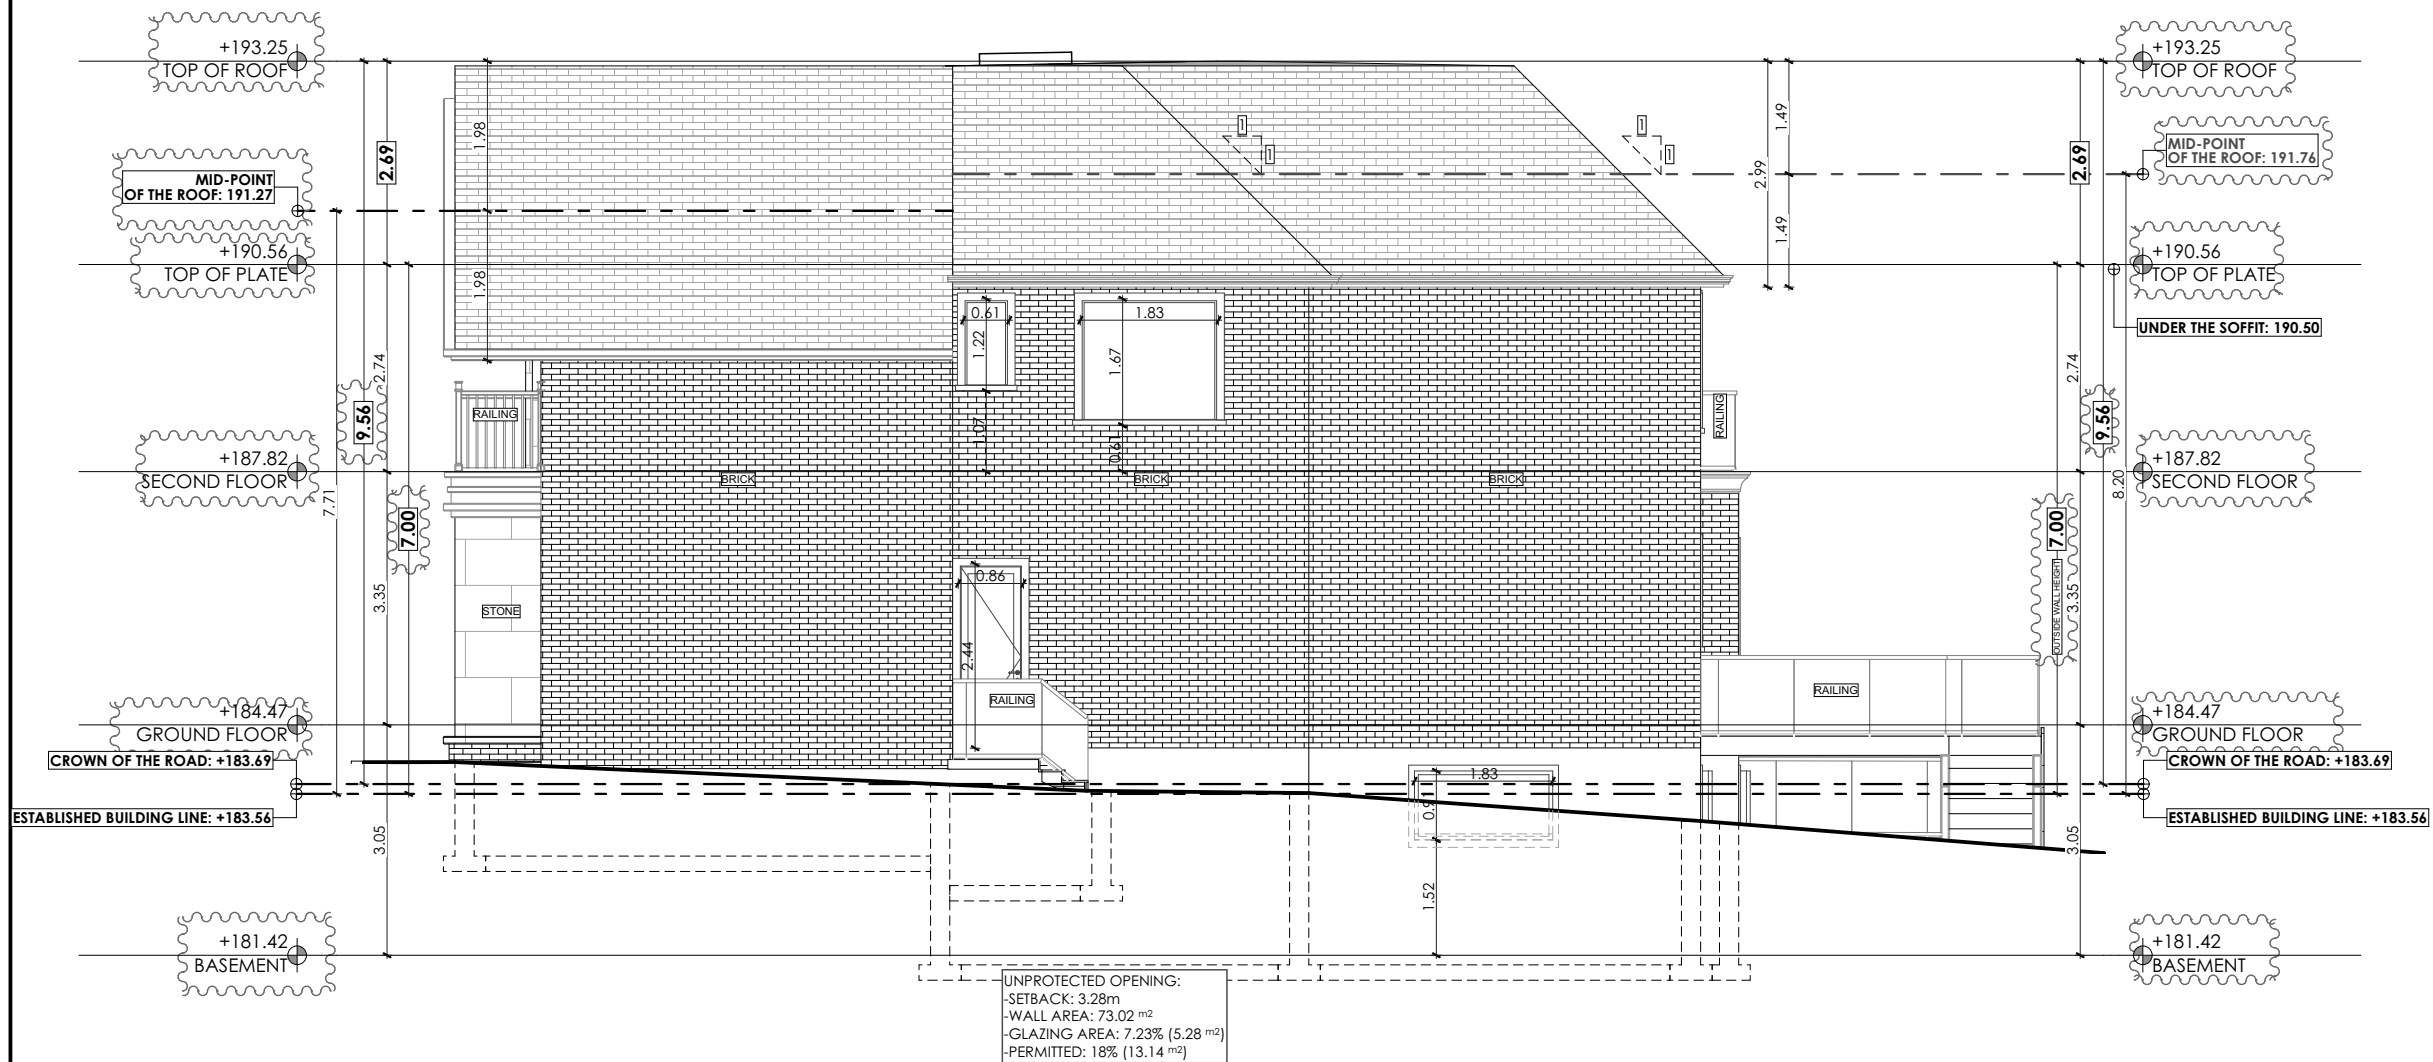 +193.25
TOP OF ROOF
MID-POINT
OF THE ROOF: 191.27
+190.56
TOP OF PLATE
+187.82
SECOND FLOOR
+184.47
GROUND FLOOR
CROWN OF THE ROAD: +183.69
ESTABLISHED BUILDING LINE: +183.56
+181.42
BASEMENT
7.71
9.56
2.69
2.74
3.35
3.05
7.00
1.98
1.98
RAILING
STONE
BRICK
0.61
1.22
1.07
1.83
1.67
0.61
BRICK
BRICK
0.86
2.44
RAILING
1
1
1
1
1.83
1.52
RAILING
RAILING
2.99
1.49
1.49
7.00
OUTSIDE WALL HEIGHT
2.69
2.74
3.35
3.05
9.56
8.20
+193.25
TOP OF ROOF
MID-POINT
OF THE ROOF: 191.76
+190.56
TOP OF PLATE
UNDER THE SOFFIT: 190.50
+187.82
SECOND FLOOR
+184.47
GROUND FLOOR
CROWN OF THE ROAD: +183.69
ESTABLISHED BUILDING LINE: +183.56
+181.42
BASEMENT
UNPROTECTED OPENING:
-SETBACK: 3.28m
-WALL AREA: 73.02 m2
-GLAZING AREA: 7.23% (5.28 m2)
-PERMITTED: 18% (13.14 m2)